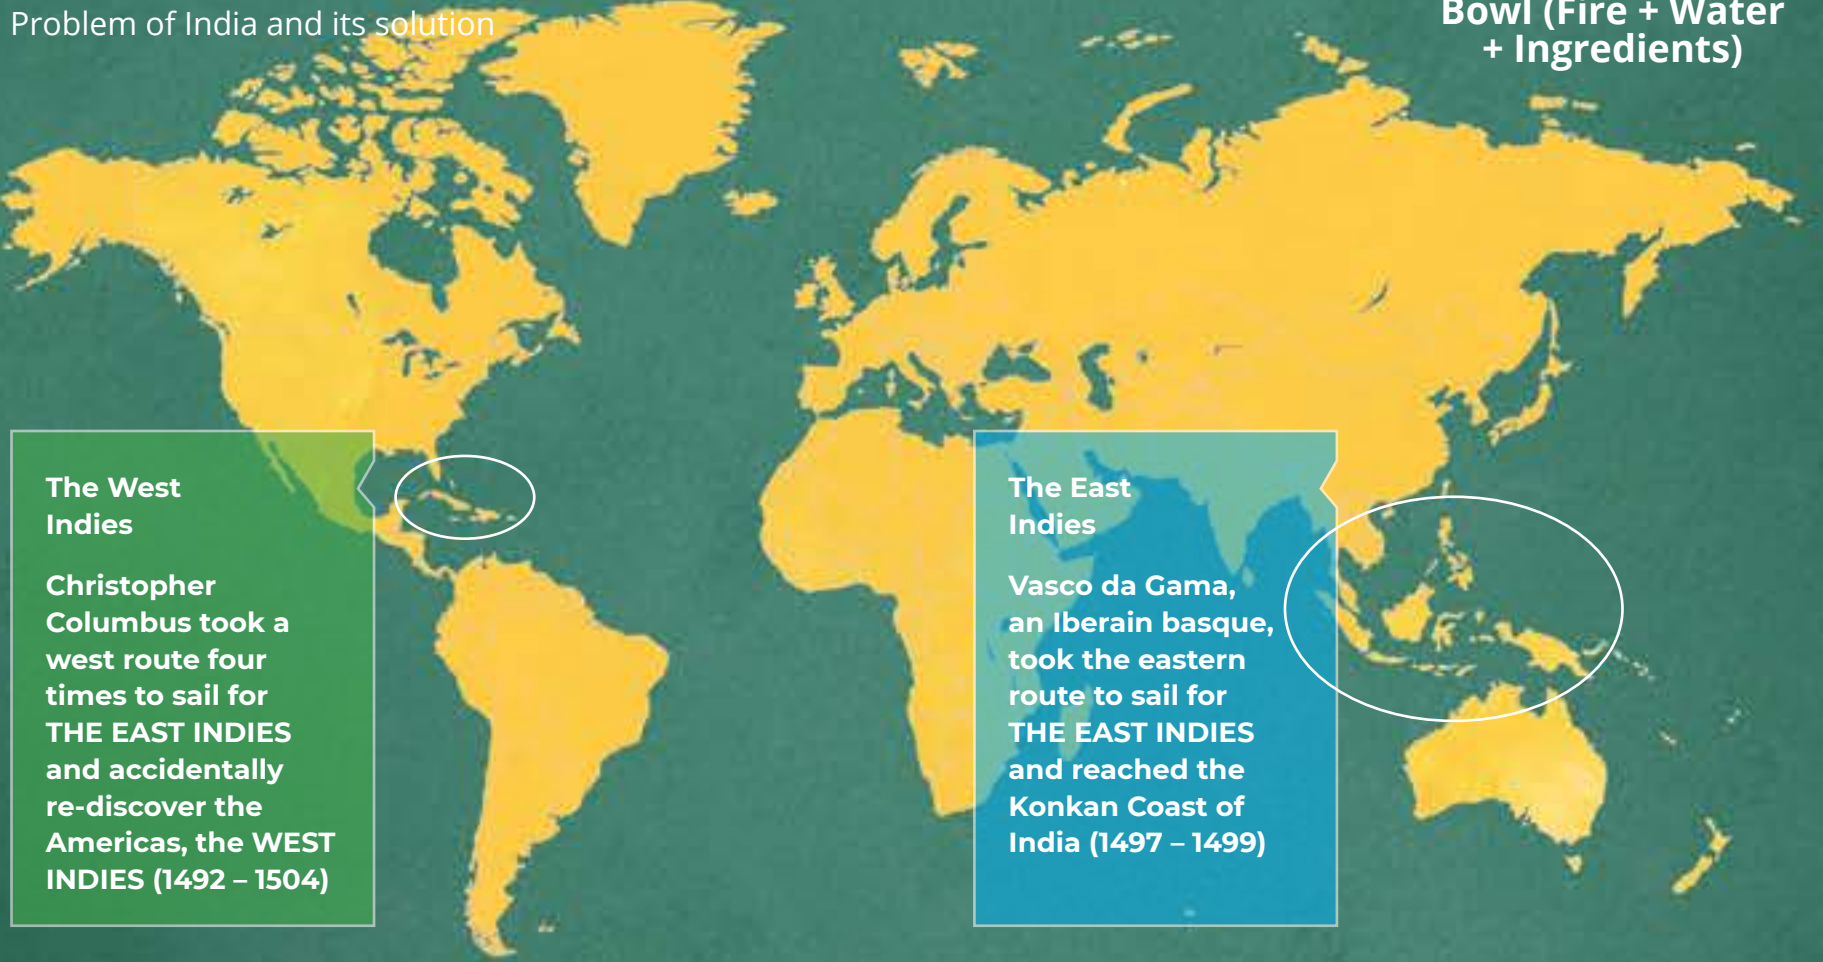 Problem of India and its solution
Bowl (Fire + Water
+ Ingredients)
The West
Indies
Christopher
Columbus took a
west route four
times to sail for
THE EAST INDIES
and accidentally
re-discover the
Americas, the WEST
INDIES (1492 – 1504)
The East
Indies
Vasco da Gama,
an Iberain basque,
took the eastern
route to sail for
THE EAST INDIES
and reached the
Konkan Coast of
India (1497 – 1499)